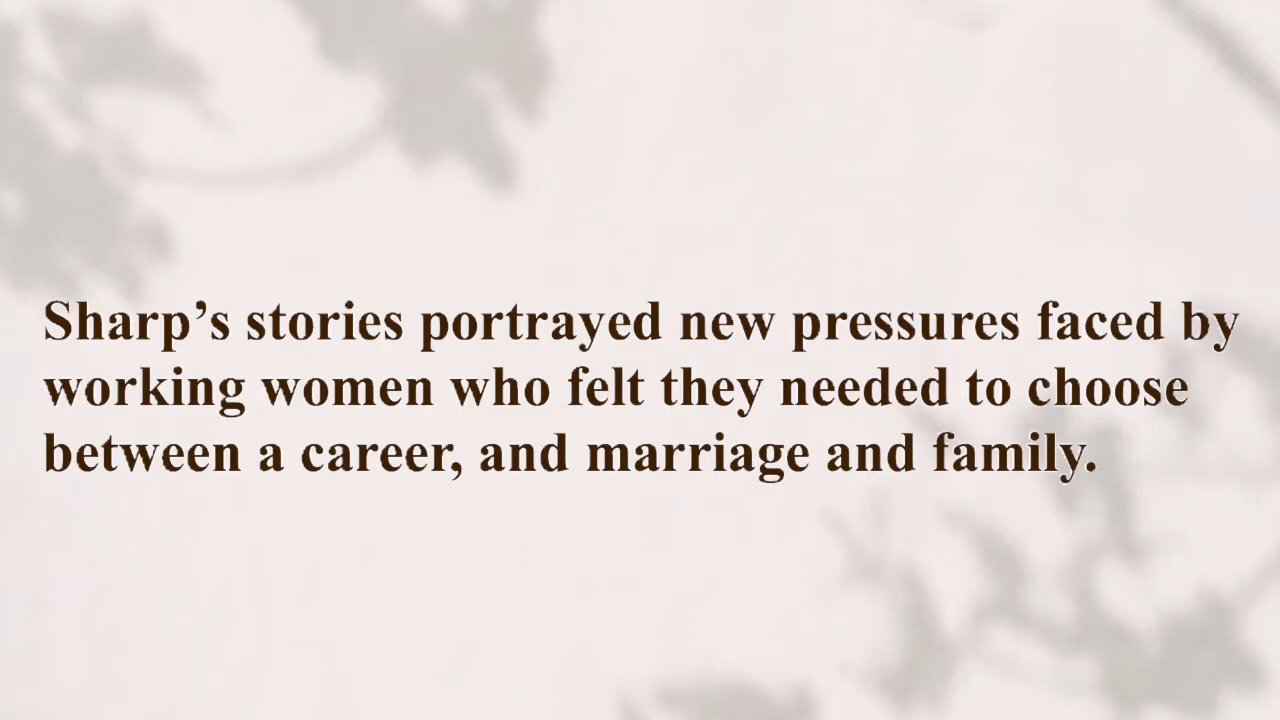 Sharp’s stories portrayed new pressures faced by
working women who felt they needed to choose
between a career, and marriage and family.